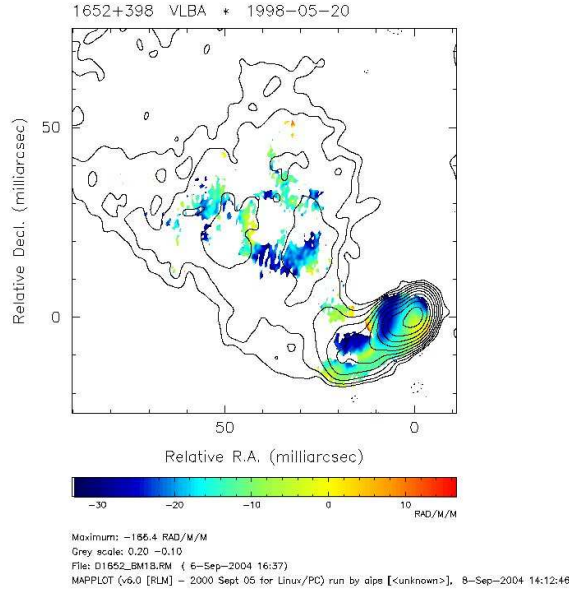 1652+398 VLBA * 1998-05-20
50
0
Relative Decl. (milliarcsec)
50 0
Relative R.A. (milliarcsec)
-30 -20 -10 0 10
RAD/M/M
Maximum: -166.4 RAD/M/M
Grey scale: 0.20 -0.10
File: D1652_BM18.RM ( 6-Sep-2004 16:37)
MAPPLOT (v6.0 [RLM] - 2000 Sept 05 for Linux/PC) run by aips [<unknown>], 8-Sep-2004 14:12:46